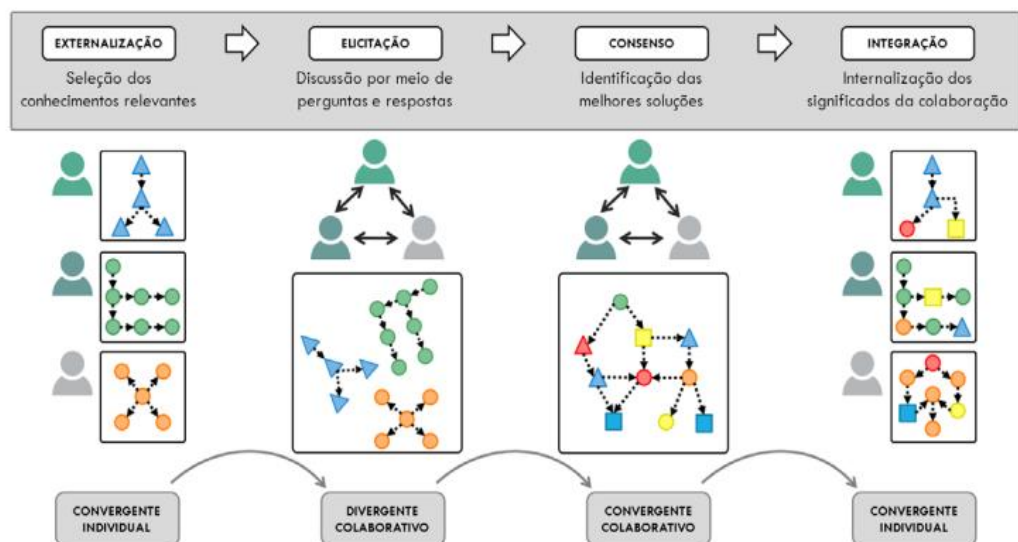 EXTERNALIZAÇÃO
Seleção dos
conhecimentos relevantes
ELICITAÇÃO
Discussão por meio de
perguntas e respostas
CONSENSO
Identificação das
melhores soluções
INTEGRAÇÃO
Internalização dos
significados da colaboração
CONVERGENTE
INDIVIDUAL
DIVERGENTE
COLABORATIVO
CONVERGENTE
COLABORATIVO
CONVERGENTE
INDIVIDUAL